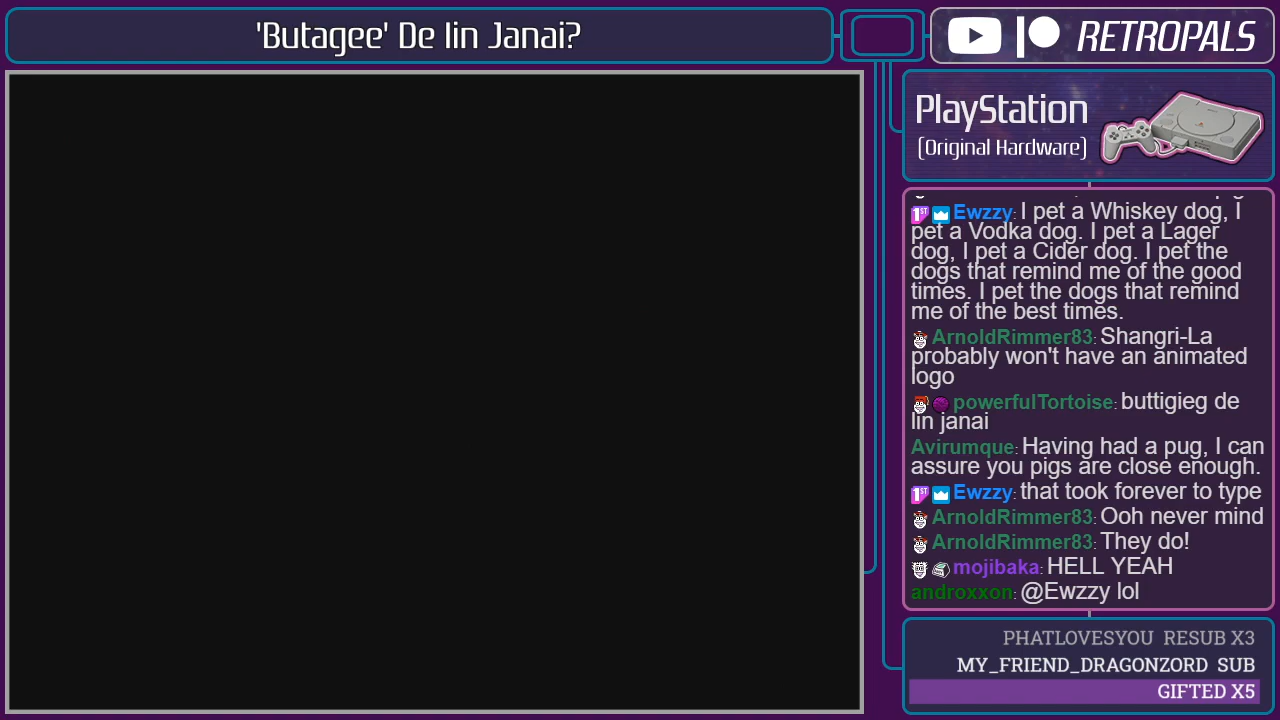 'Butagee' De Iin Janai?
RETROPALS
PlayStation
(Original Hardware)
Ewzzy: I pet a Whiskey dog, I
pet a Vodka dog. I pet a Lager
dog, I pet a Cider dog. I pet the
dogs that remind me of the good
times. I pet the dogs that remind
me of the best times.
ArnoldRimmer83: Shangri-La
probably won't have an animated
logo
powerfulTortoise: buttigieg de
Iin janai
Avirumque: Having had a pug, I can
assure you pigs are close enough.
Ewzzy: that took forever to type
ArnoldRimmer83: Ooh never mind
ArnoldRimmer83: They do!
mojibaka: HELL YEAH
androxxon: @Ewzzy lol
PHATLOVESYOU RESUB X3
MY_FRIEND_DRAGONZORD SUB
GIFTED X5